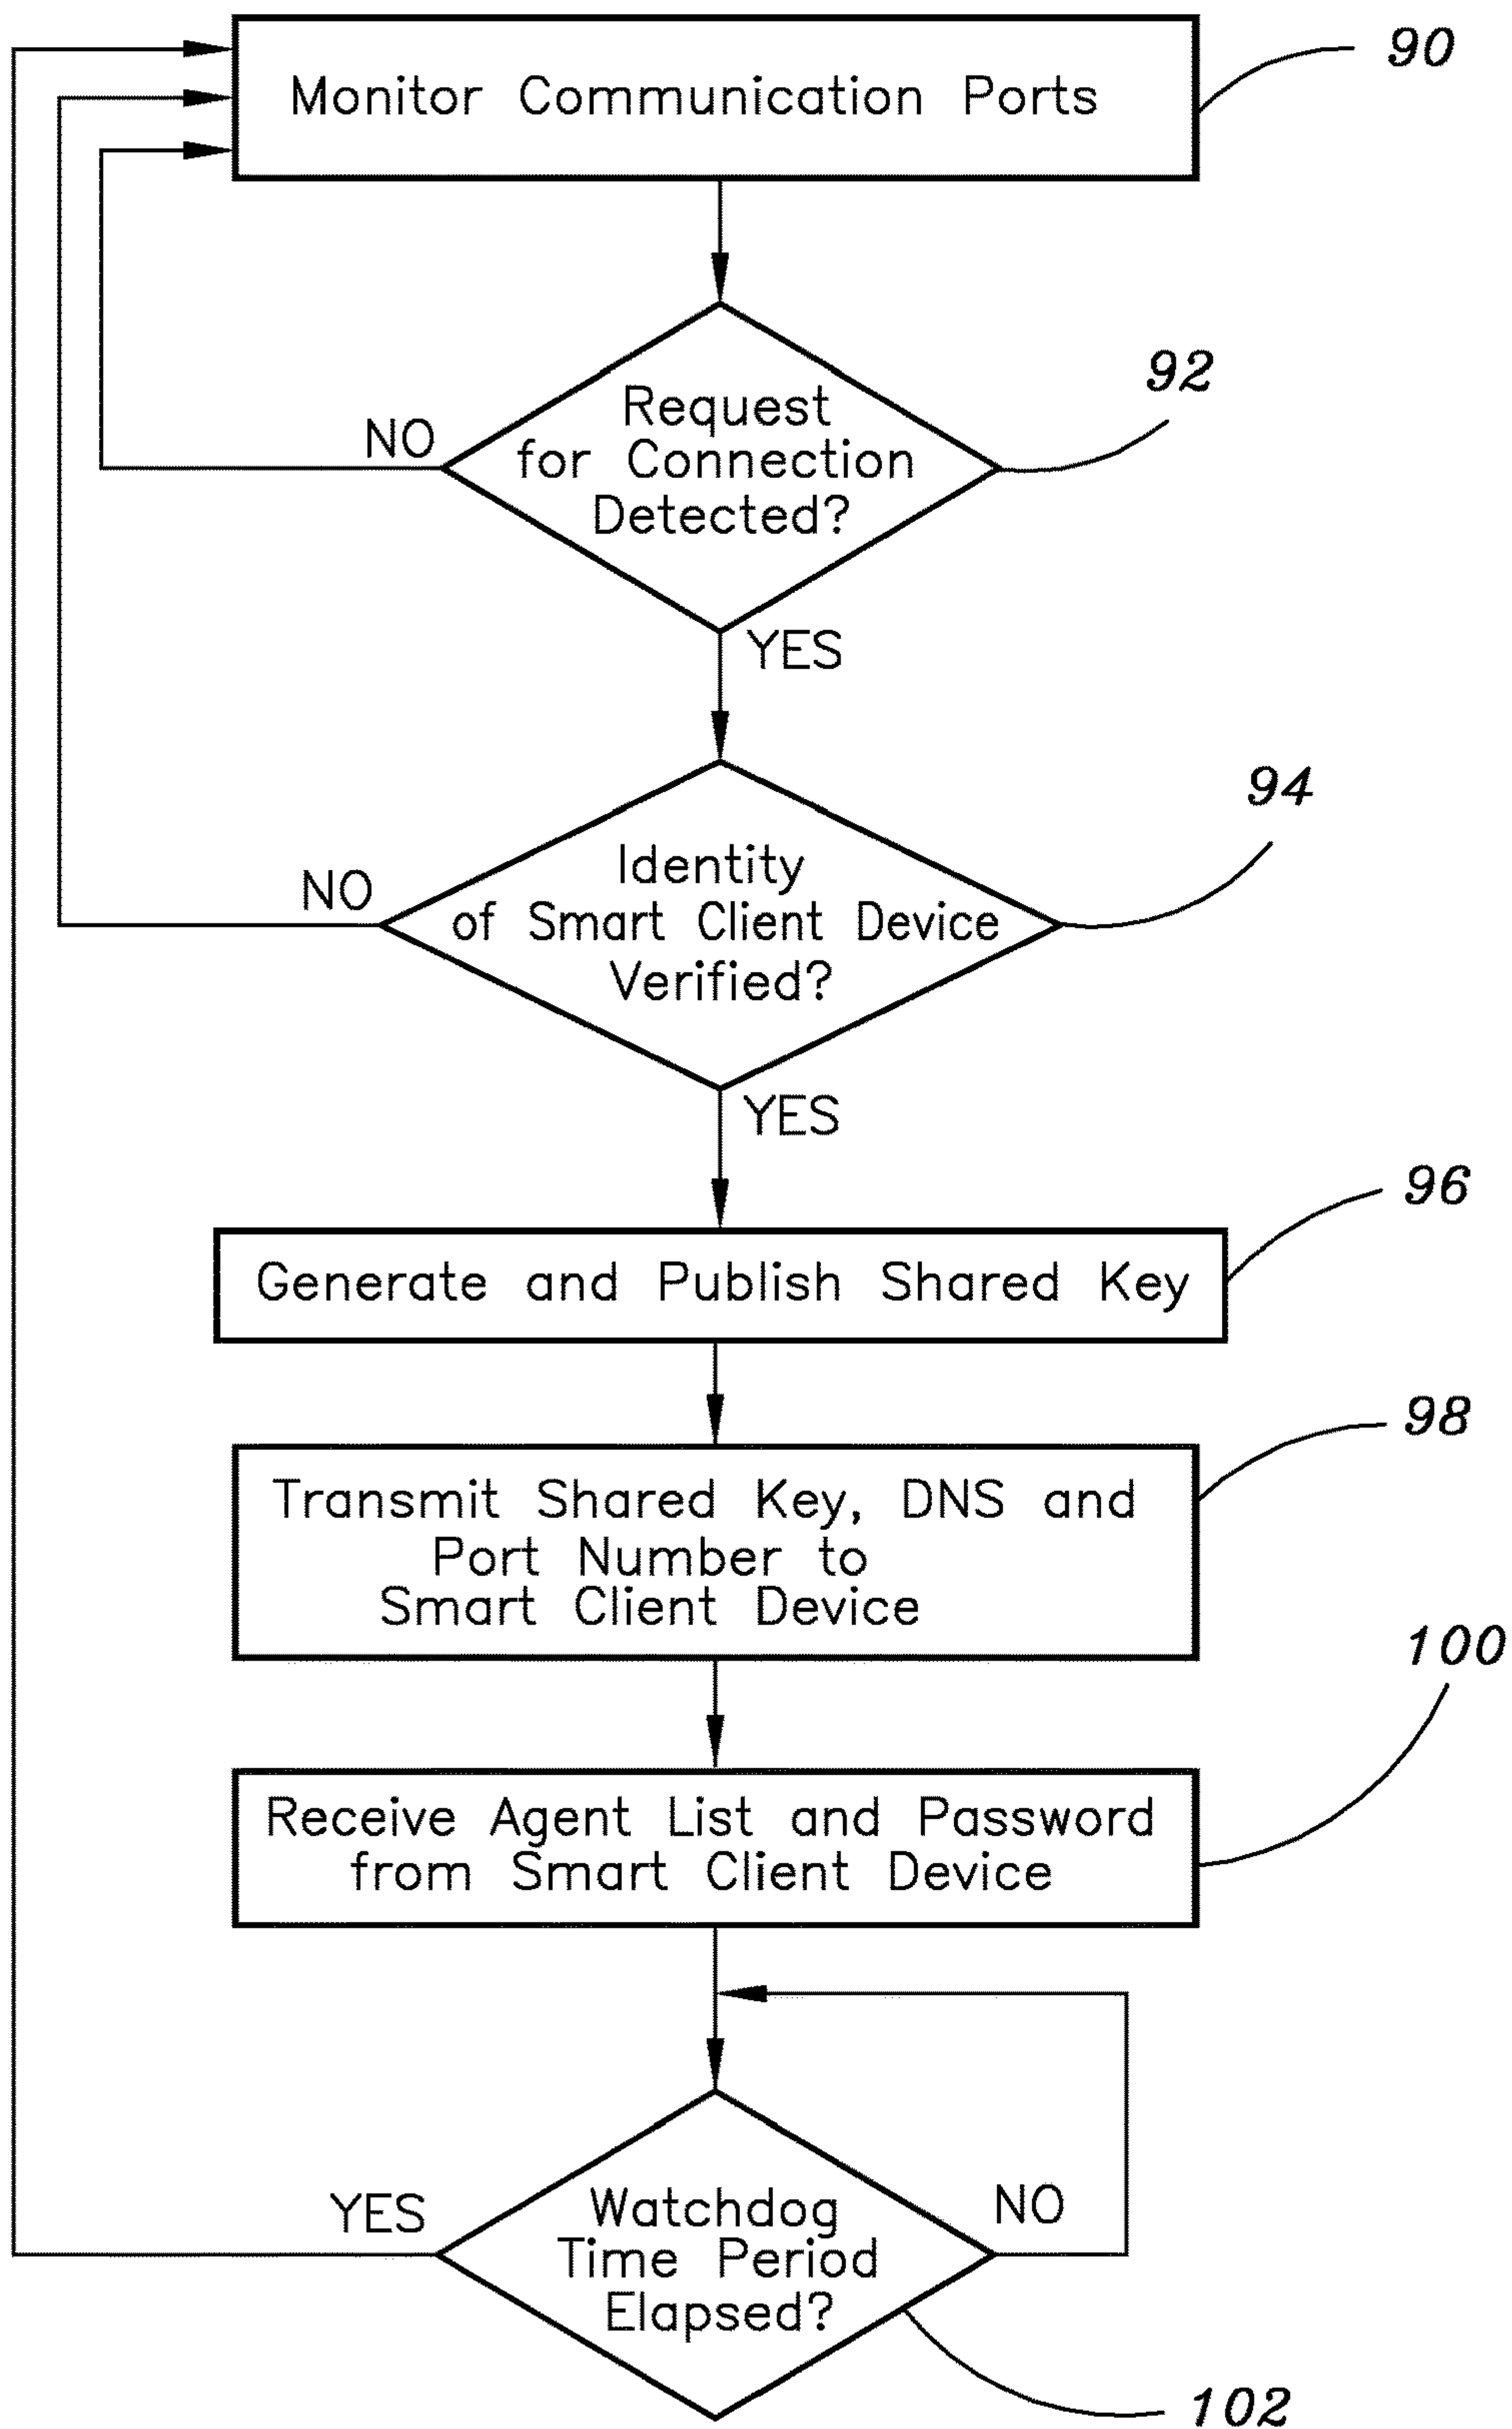 90
Monitor Communication Ports
92
Request
for Connection
Detected?
NO
YES
94
Identity
of Smart Client Device
Verified?
NO
YES
96
Generate and Publish Shared Key
98
Transmit Shared Key, DNS and
Port Number to
Smart Client Device
100
Receive Agent List and Password
from Smart Client Device
YES
Watchdog
Time Period
Elapsed?
NO
102